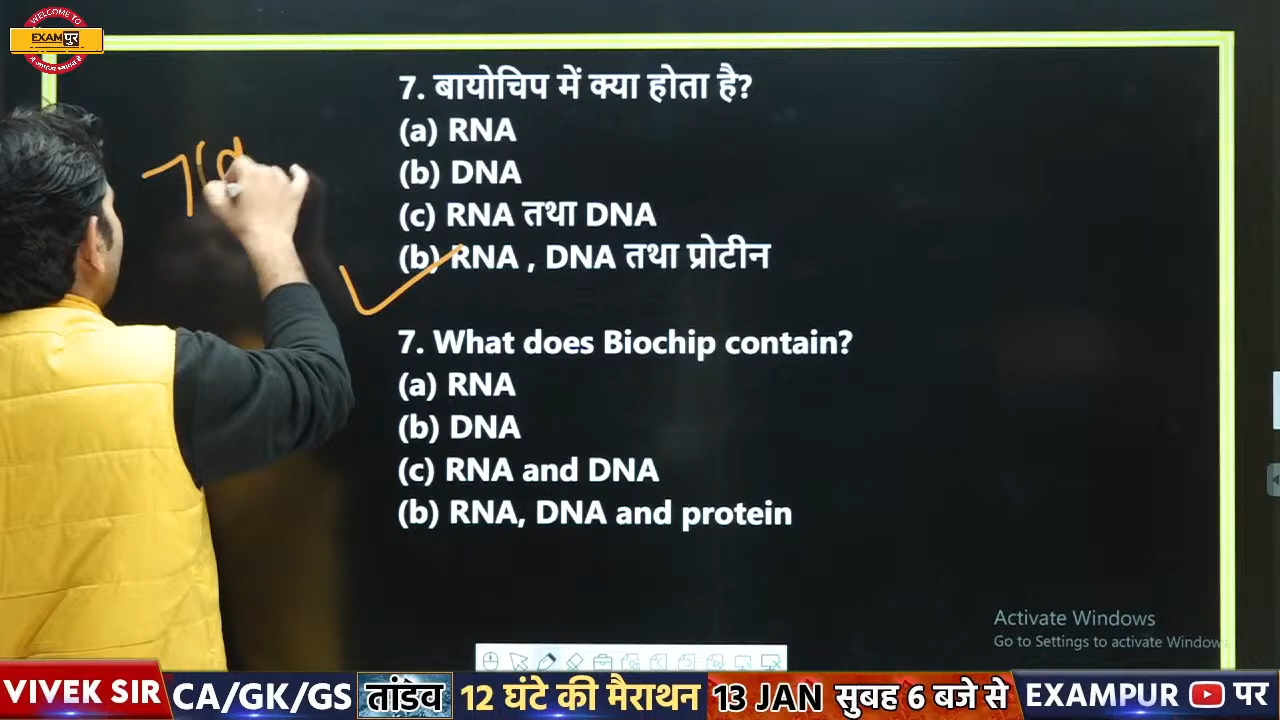 WELCOME TO
EXAMपुर
7. बायोचिप में क्या होता है?
(a) RNA
(b) DNA
(c) RNA तथा DNA
(b) RNA , DNA तथा प्रोटीन
7. What does Biochip contain?
(a) RNA
(b) DNA
(c) RNA and DNA
(b) RNA, DNA and protein
Activate Windows
Go to Settings to activate Windows
VIVEK SIR CA/GK/GS तांडव 12 घंटे की मैराथन 13 JAN सुबह 6 बजे से EXAMPUR पर